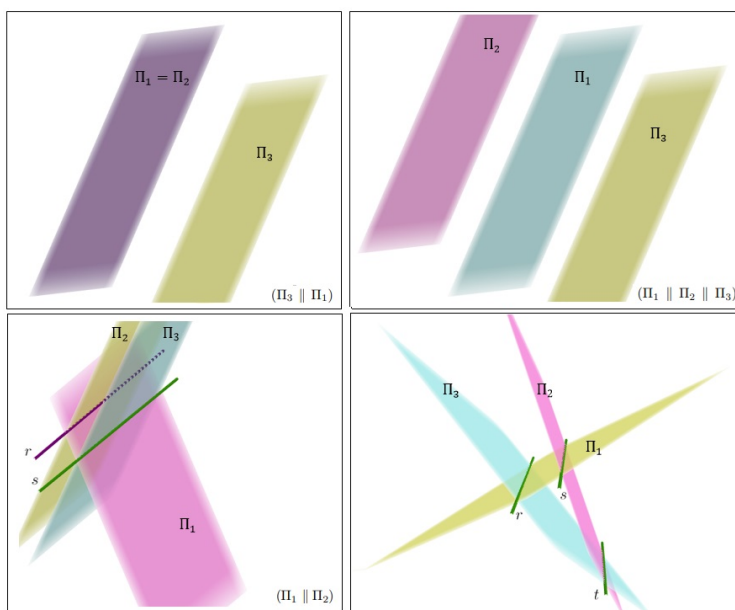 Π₁ = Π₂
Π₃
(Π₃ ∥ Π₁)
Π₂
Π₁
Π₃
(Π₁ ∥ Π₂ ∥ Π₃)
Π₂ Π₃
r
s
Π₁
(Π₁ ∥ Π₂)
Π₃ Π₂
Π₁
s
r
t